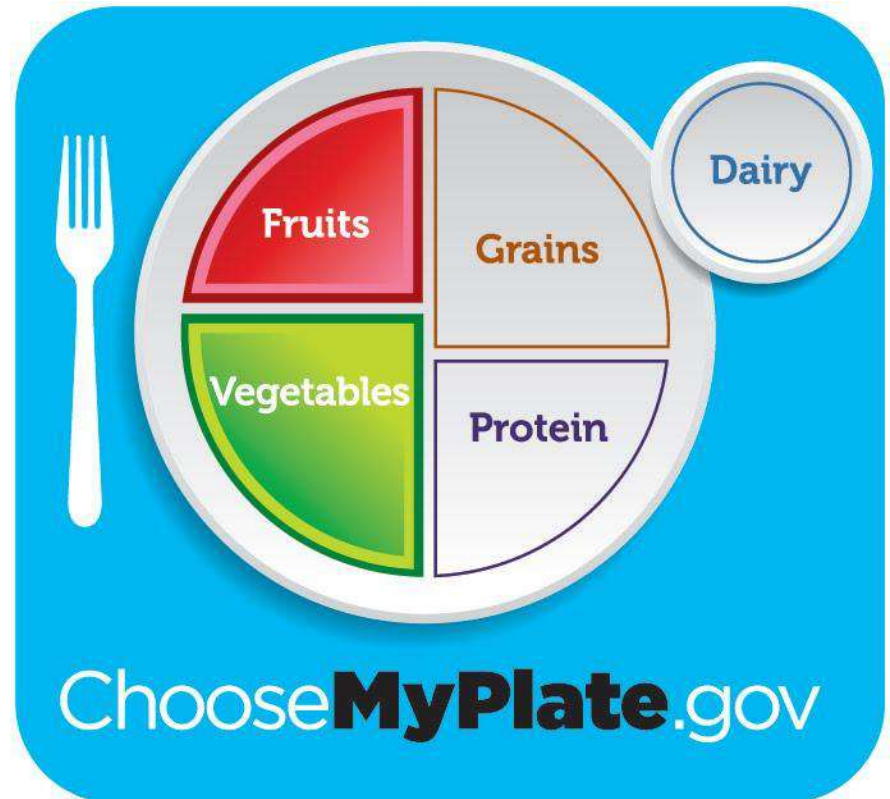 Fruits
Grains
Dairy
Vegetables
Protein
ChooseMyPlate.gov